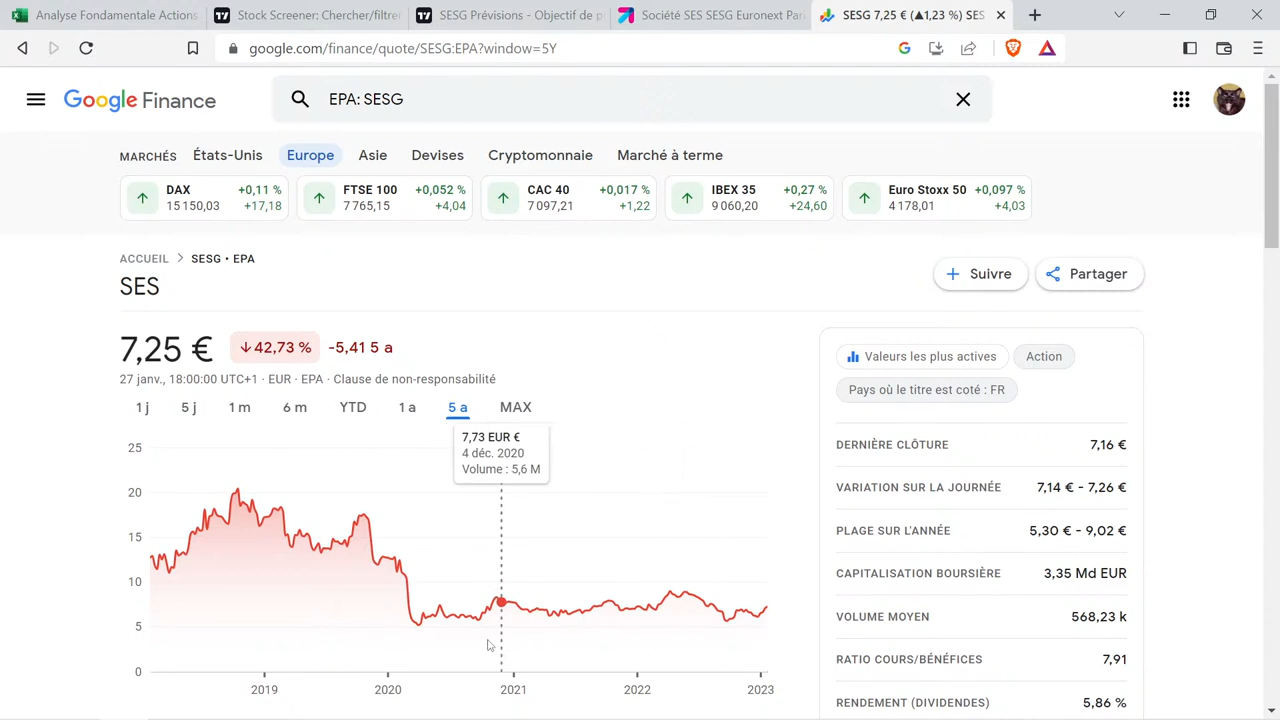 Analyse Fondamentale Actions
Stock Screener: Chercher/filtrer
SESG Prévisions - Objectif de p
Société SES SESG Euronext Par
SESG 7,25 € (▲1,23 %) SES
google.com/finance/quote/SESG:EPA?window=5Y
Google Finance
EPA: SESG
MARCHÉS
États-Unis
Europe
Asie
Devises
Cryptomonnaie
Marché à terme
DAX +0,11 %
15 150,03 +17,18
FTSE 100 +0,052 %
7 765,15 +4,04
CAC 40 +0,017 %
7 097,21 +1,22
IBEX 35 +0,27 %
9 060,20 +24,60
Euro Stoxx 50 +0,097 %
4 178,01 +4,03
ACCUEIL > SESG • EPA
SES
Suivre
Partager
7,25 € ↓42,73 % -5,41 5 a
27 janv., 18:00:00 UTC+1 · EUR · EPA · Clause de non-responsabilité
1 j 5 j 1 m 6 m YTD 1 a 5 a MAX
7,73 EUR €
4 déc. 2020
Volume : 5,6 M
25
20
15
10
5
0
2019 2020 2021 2022 2023
Valeurs les plus actives
Action
Pays où le titre est coté : FR
DERNIÈRE CLÔTURE 7,16 €
VARIATION SUR LA JOURNÉE 7,14 € - 7,26 €
PLAGE SUR L'ANNÉE 5,30 € - 9,02 €
CAPITALISATION BOURSIÈRE 3,35 Md EUR
VOLUME MOYEN 568,23 k
RATIO COURS/BÉNÉFICES 7,91
RENDEMENT (DIVIDENDES) 5,86 %